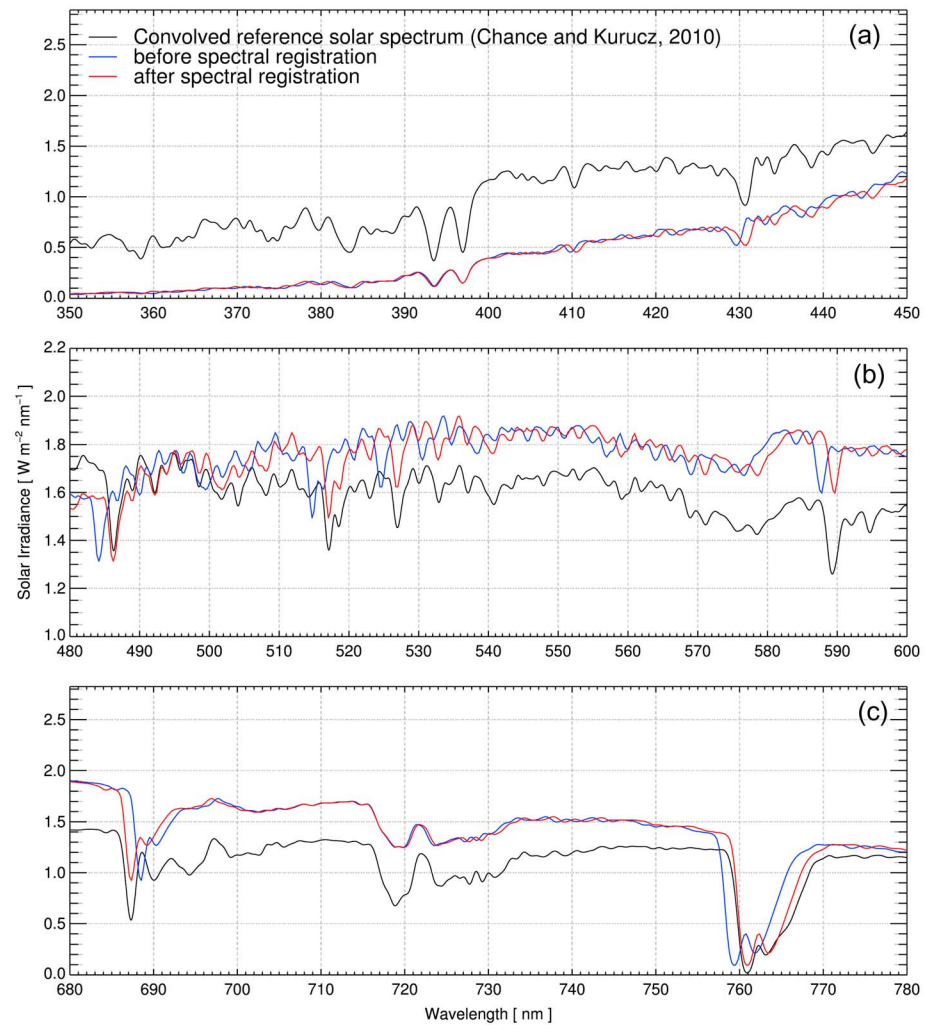 (a)
Convolved reference solar spectrum (Chance and Kurucz, 2010)
before spectral registration
after spectral registration
2.5
2.0
1.5
1.0
0.5
0.0
350 360 370 380 390 400 410 420 430 440 450
(b)
2.2
2.0
1.8
1.6
1.4
1.2
1.0
Solar Irradiance [ W m⁻² nm⁻¹ ]
480 490 500 510 520 530 540 550 560 570 580 590 600
(c)
2.5
2.0
1.5
1.0
0.5
0.0
680 690 700 710 720 730 740 750 760 770 780
Wavelength [ nm ]